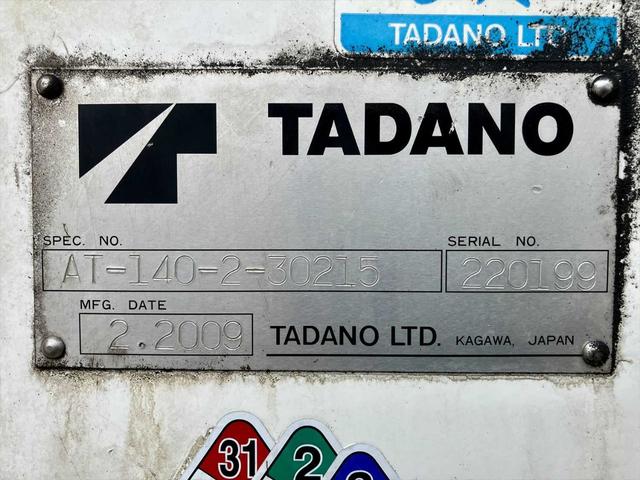 TADANO LTD
TADANO
SPEC. NO.
SERIAL NO.
AT-140-2-30215
220199
MFG. DATE
2.2009
TADANO LTD. KAGAWA, JAPAN
31
2